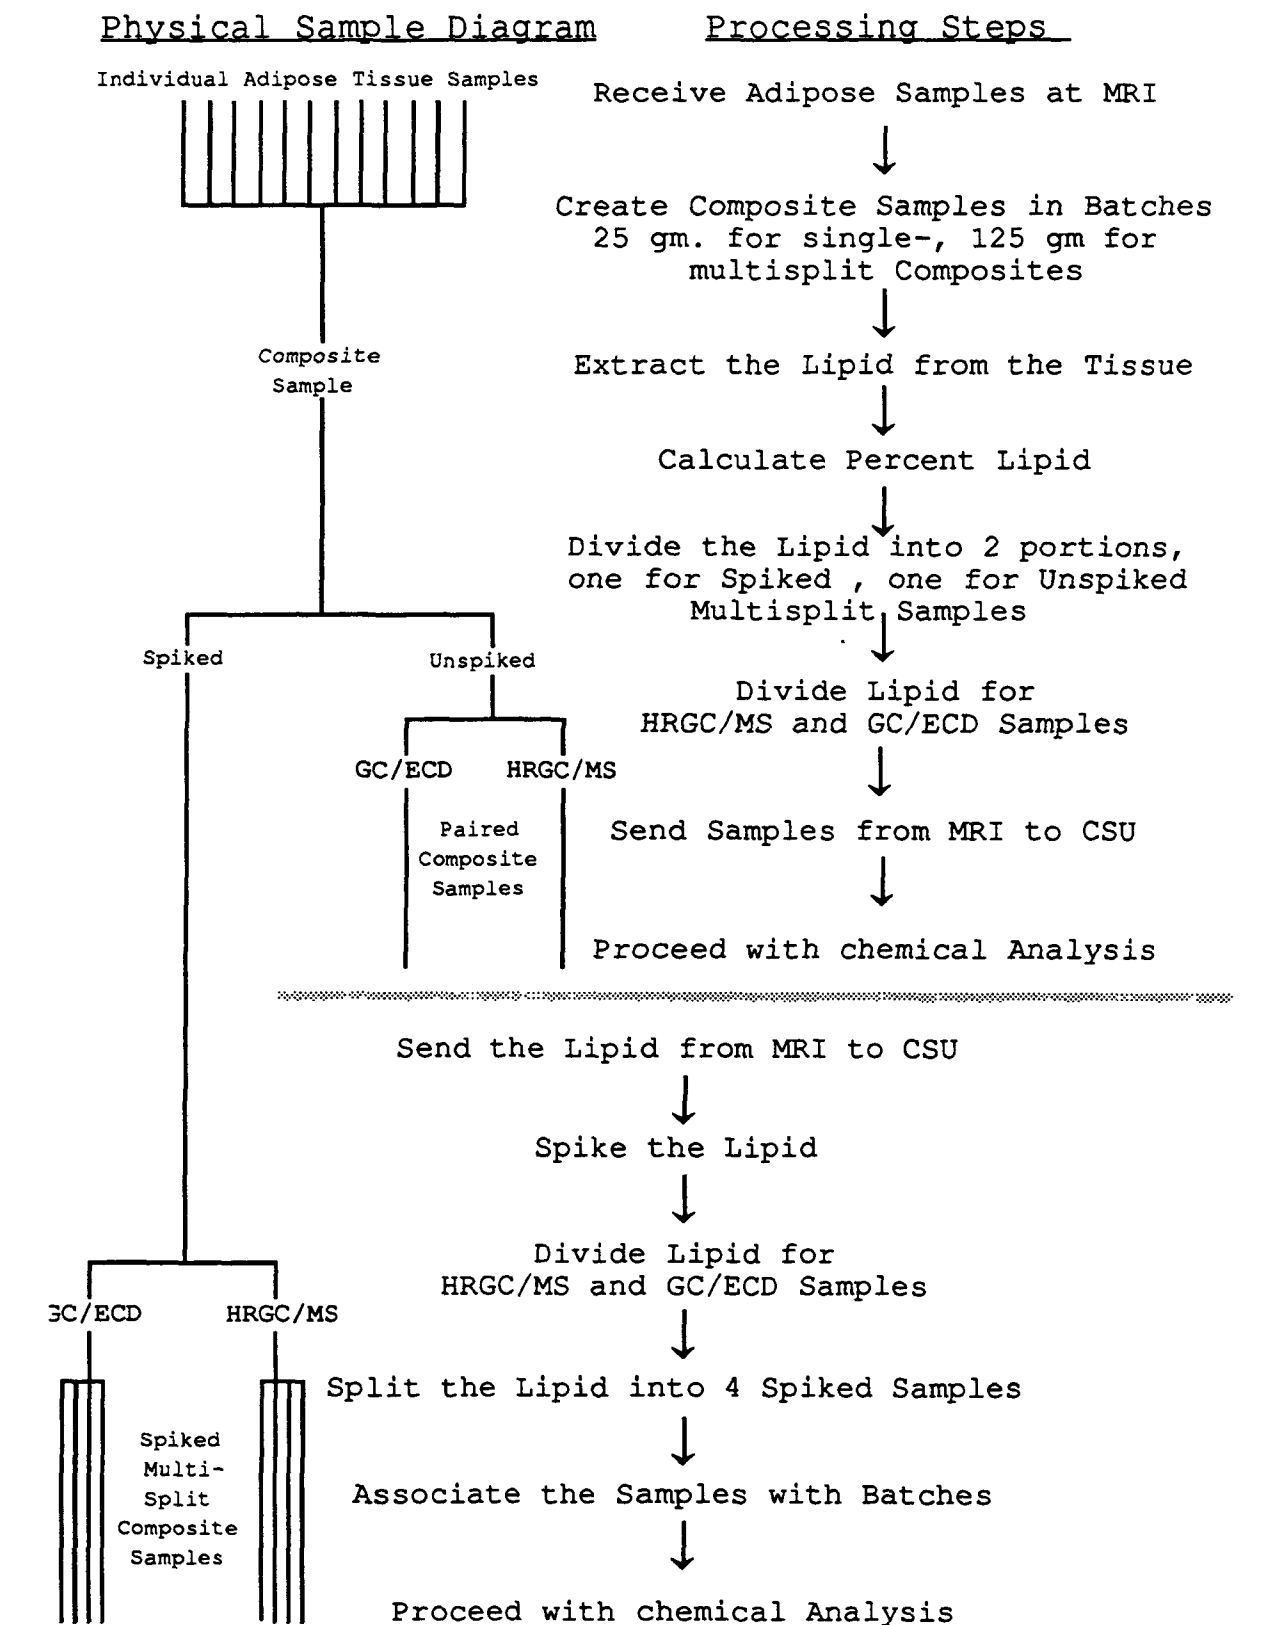 Physical Sample Diagram
Processing Steps
Individual Adipose Tissue Samples
Receive Adipose Samples at MRI
Create Composite Samples in Batches
25 gm. for single-, 125 gm for
multisplit Composites
Composite
Sample
Extract the Lipid from the Tissue
Calculate Percent Lipid
Divide the Lipid into 2 portions,
one for Spiked , one for Unspiked
Multisplit Samples
Spiked
Unspiked
Divide Lipid for
HRGC/MS and GC/ECD Samples
GC/ECD
HRGC/MS
Paired
Composite
Samples
Send Samples from MRI to CSU
Proceed with chemical Analysis
Send the Lipid from MRI to CSU
Spike the Lipid
Divide Lipid for
HRGC/MS and GC/ECD Samples
GC/ECD
HRGC/MS
Split the Lipid into 4 Spiked Samples
Spiked
Multi-
Split
Composite
Samples
Associate the Samples with Batches
Proceed with chemical Analysis